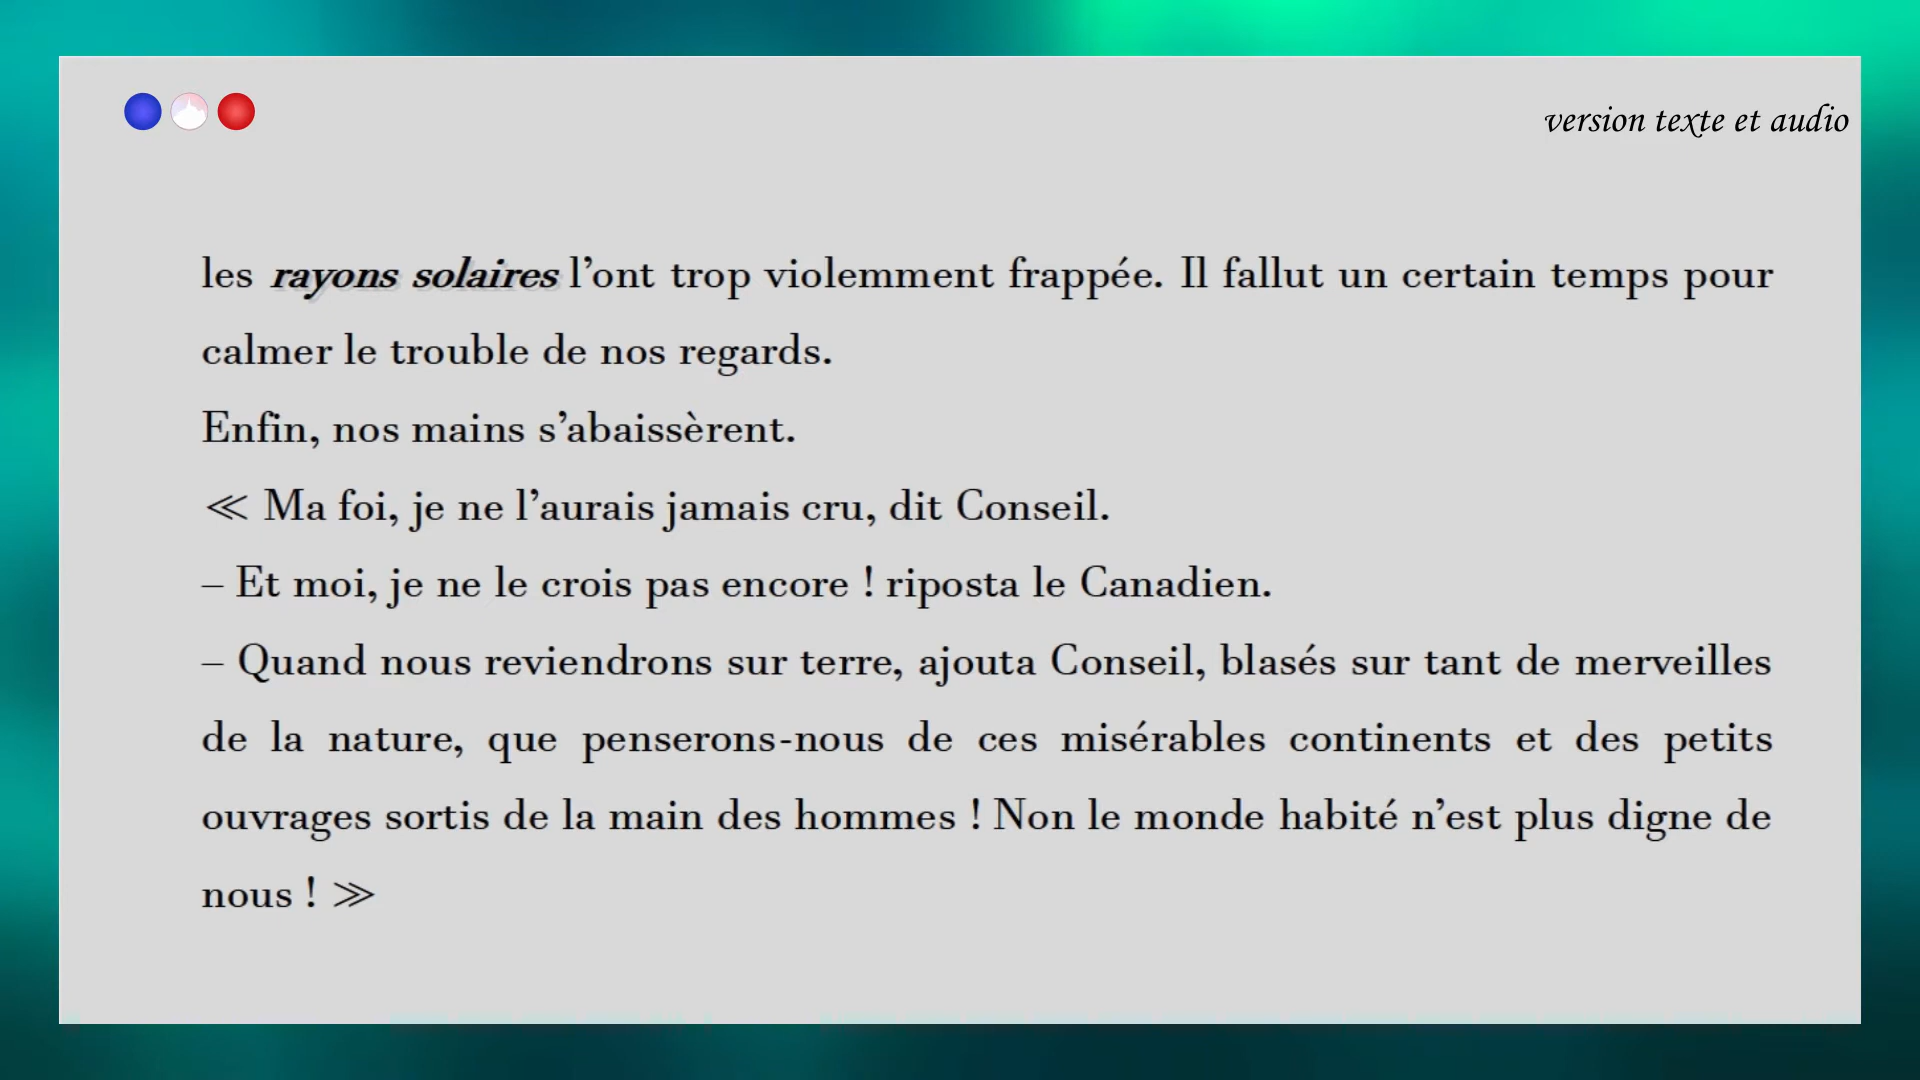 version texte et audio
les rayons solaires l’ont trop violemment frappée. Il fallut un certain temps pour
calmer le trouble de nos regards.
Enfin, nos mains s’abaissèrent.
≪ Ma foi, je ne l’aurais jamais cru, dit Conseil.
– Et moi, je ne le crois pas encore ! riposta le Canadien.
– Quand nous reviendrons sur terre, ajouta Conseil, blasés sur tant de merveilles
de la nature, que penserons-nous de ces misérables continents et des petits
ouvrages sortis de la main des hommes ! Non le monde habité n’est plus digne de
nous ! ≫